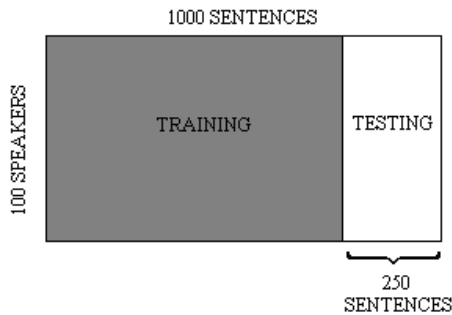 1000 SENTENCES
100 SPEAKERS
TRAINING
TESTING
250
SENTENCES